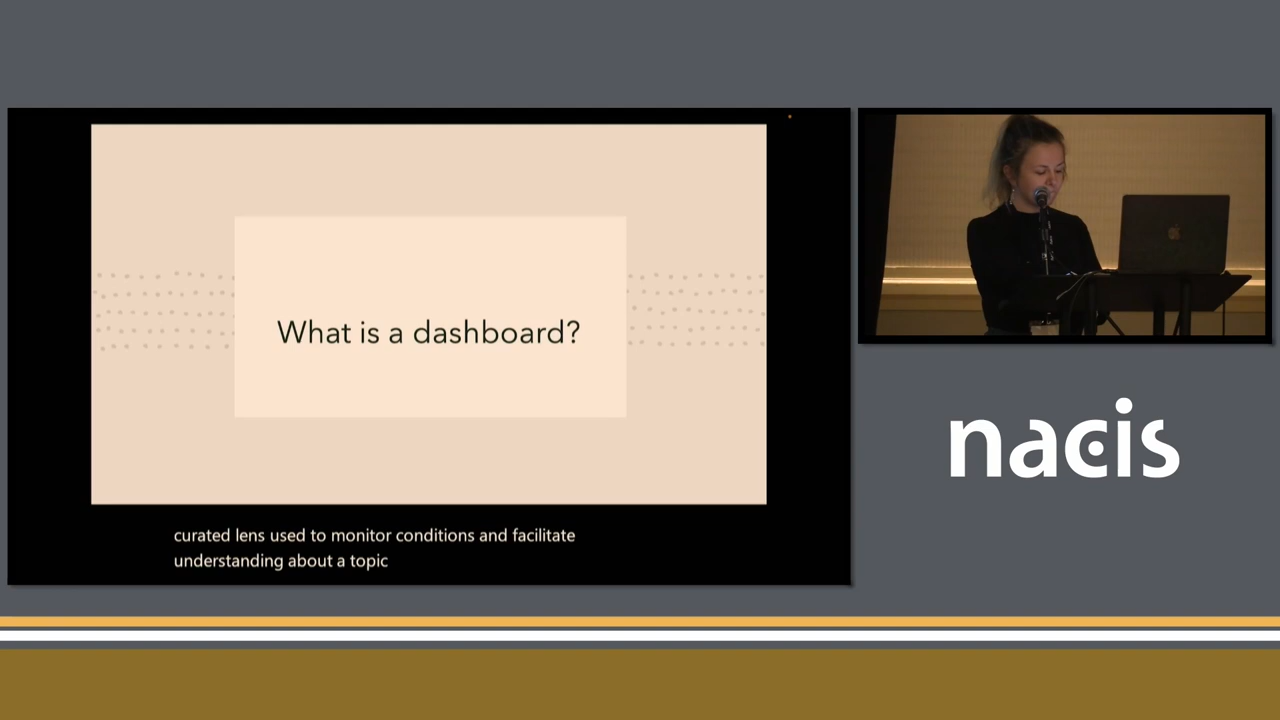 What is a dashboard?
curated lens used to monitor conditions and facilitate
understanding about a topic
nacis